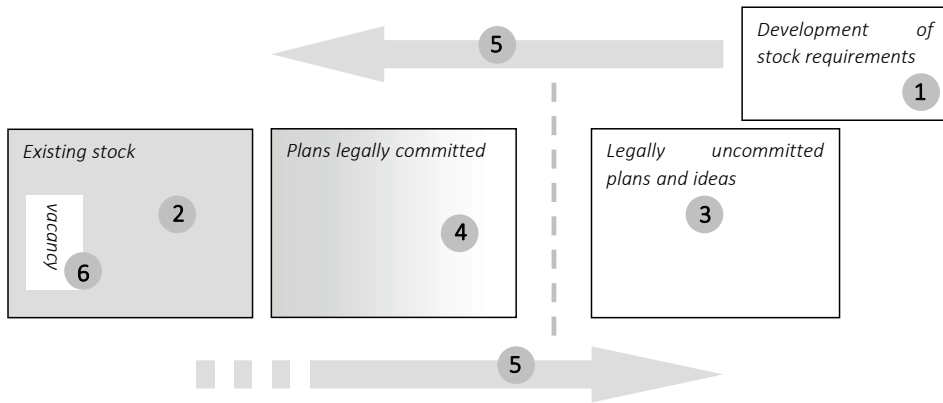 5
Development of
stock requirements
1
Existing stock
Plans legally committed
Legally uncommitted
plans and ideas
vacancy
2
4
3
6
5